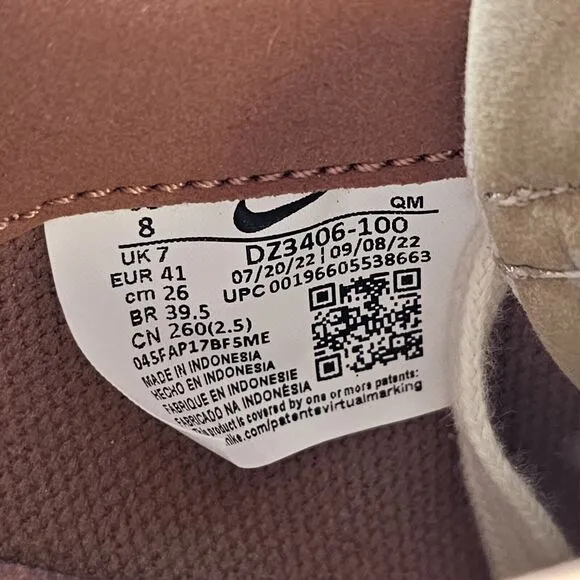 QM
8
UK 7
EUR 41
cm 26
BR 39.5
CN 260(2.5)
DZ3406-100
07/20/22 | 09/08/22
UPC 00196605538663
045FAP17BF5ME
MADE IN INDONESIA
HECHO EN INDONESIA
FABRIQUE EN INDONÉSIE
FABRICADO NA INDONÉSIA
This product is covered by one or more patents:
nike.com/patentsvirtualmarking